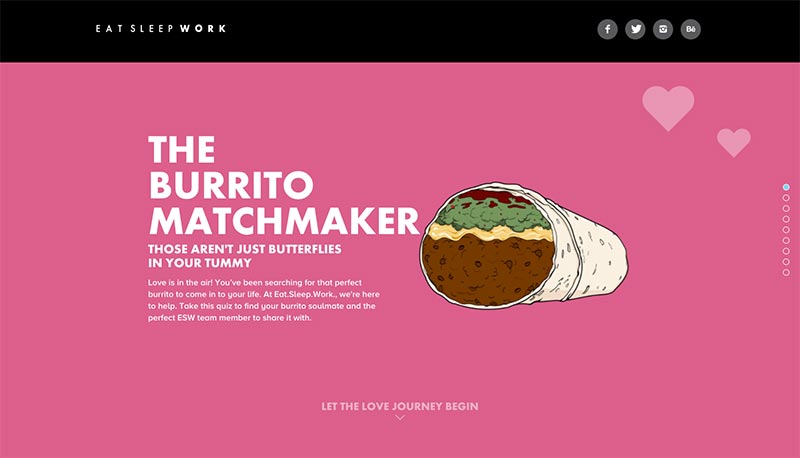 EAT SLEEP WORK
Bē
THE
BURRITO
MATCHMAKER
THOSE AREN'T JUST BUTTERFLIES
IN YOUR TUMMY
Love is in the air! You've been searching for that perfect
burrito to come in to your life. At Eat.Sleep.Work., we're here
to help. Take this quiz to find your burrito soulmate and the
perfect ESW team member to share it with.
LET THE LOVE JOURNEY BEGIN